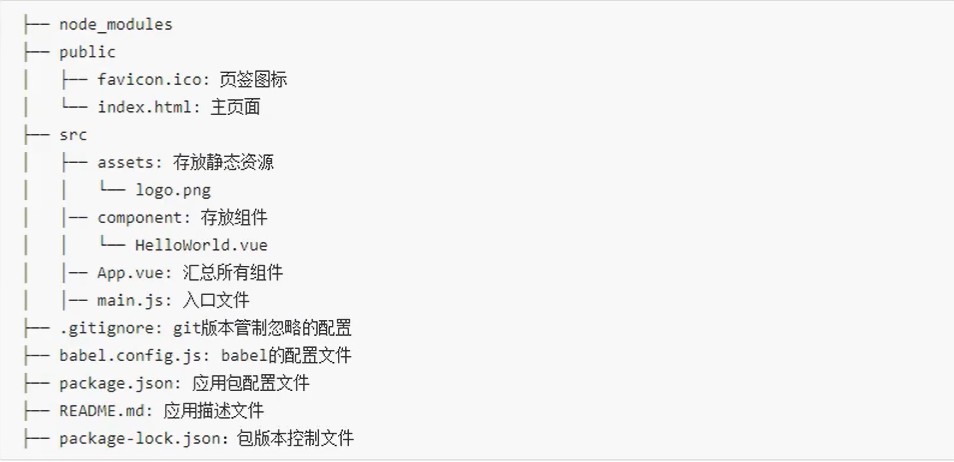 ├── node_modules
├── public
│   ├── favicon.ico: 页签图标
│   └── index.html: 主页面
├── src
│   ├── assets: 存放静态资源
│   │   └── logo.png
│   │── component: 存放组件
│   │   └── HelloWorld.vue
│   │── App.vue: 汇总所有组件
│   │── main.js: 入口文件
├── .gitignore: git版本管制忽略的配置
├── babel.config.js: babel的配置文件
├── package.json: 应用包配置文件
├── README.md: 应用描述文件
├── package-lock.json：包版本控制文件